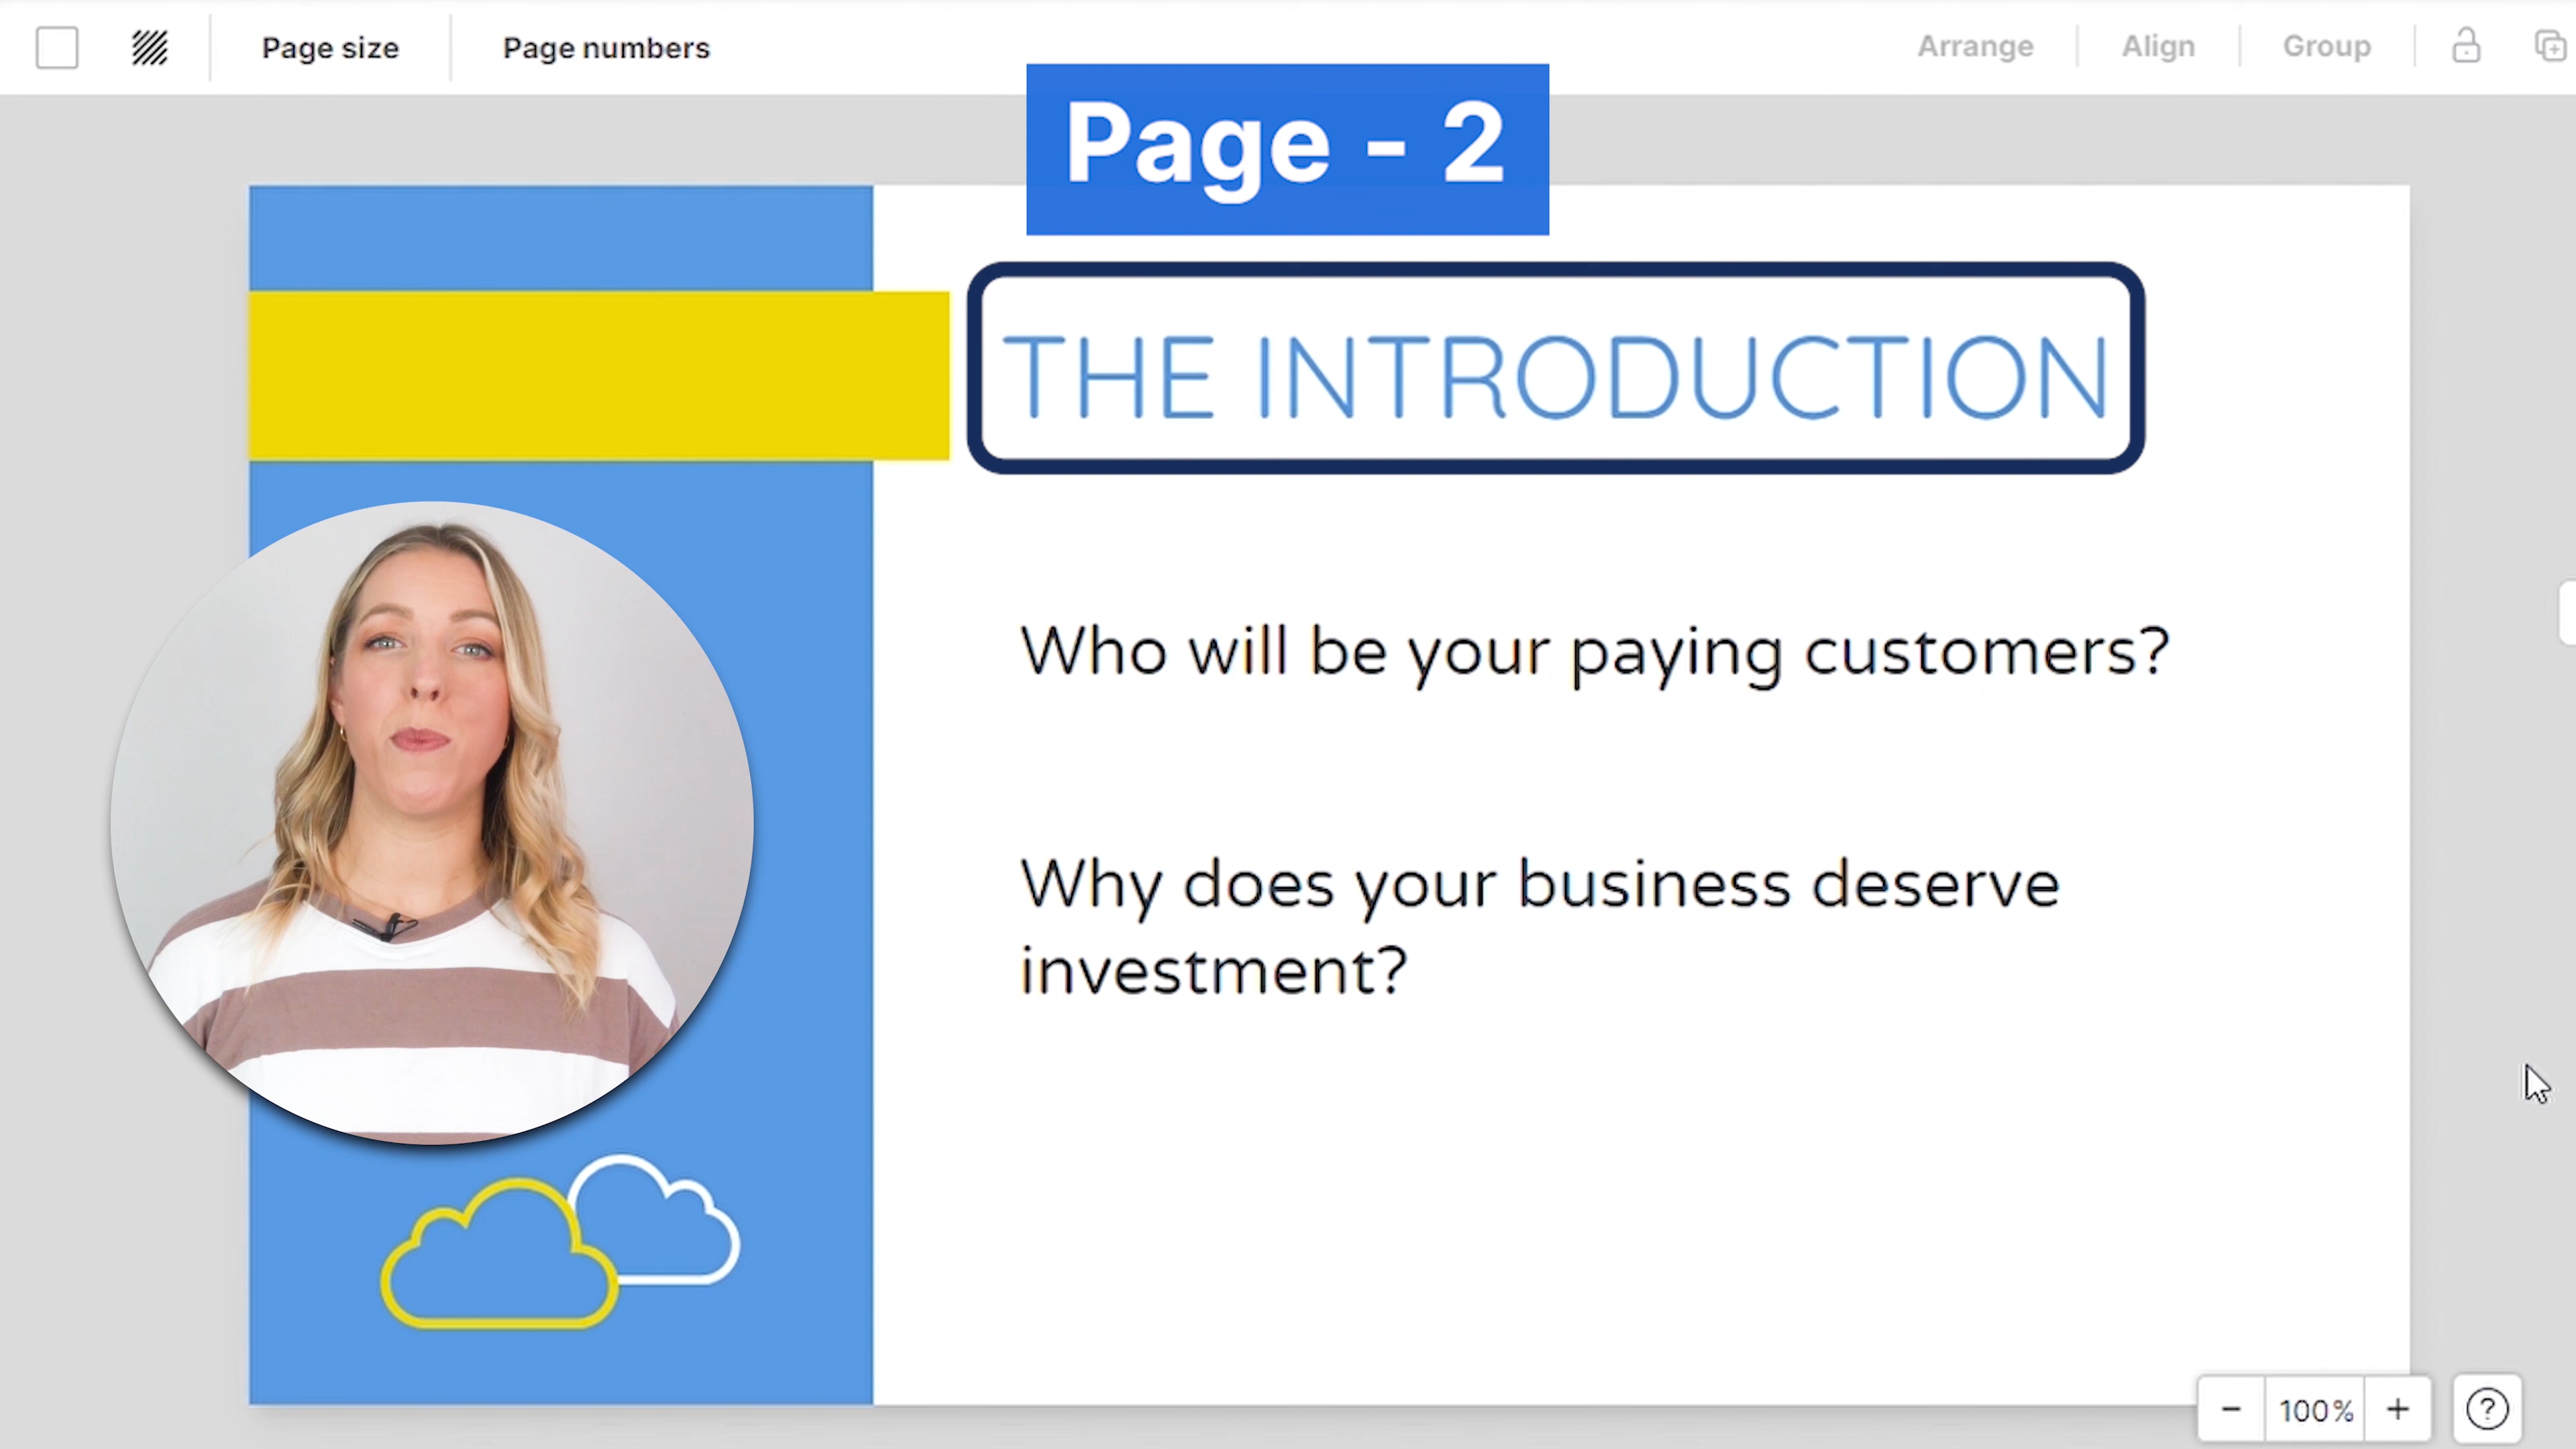 Page size
Page numbers
Arrange
Align
Group
Page - 2
THE INTRODUCTION
Who will be your paying customers?
Why does your business deserve
investment?
100%